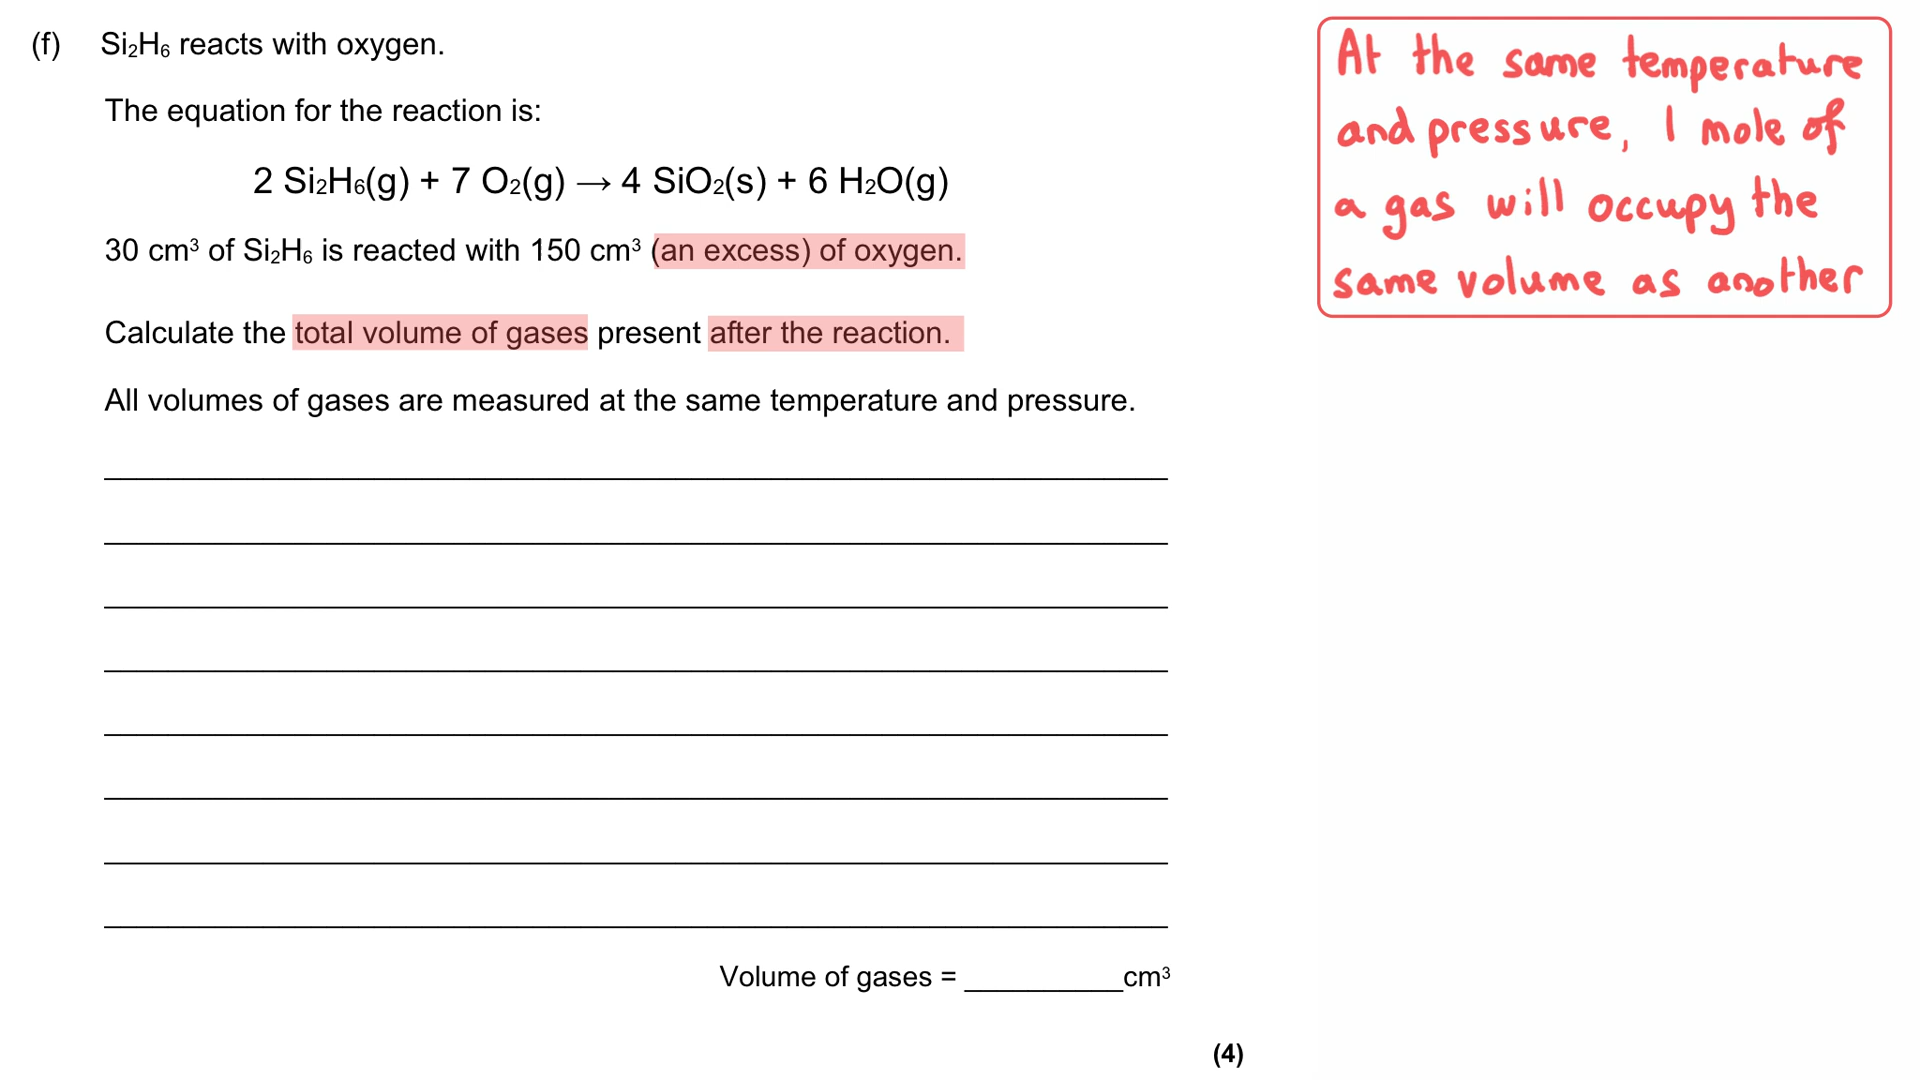 (f) Si₂H₆ reacts with oxygen.
The equation for the reaction is:
2 Si₂H₆(g) + 7 O₂(g) → 4 SiO₂(s) + 6 H₂O(g)
30 cm³ of Si₂H₆ is reacted with 150 cm³ (an excess) of oxygen.
Calculate the total volume of gases present after the reaction.
All volumes of gases are measured at the same temperature and pressure.
Volume of gases = __________cm³
(4)
At the same temperature
and pressure, 1 mole of
a gas will occupy the
same volume as another